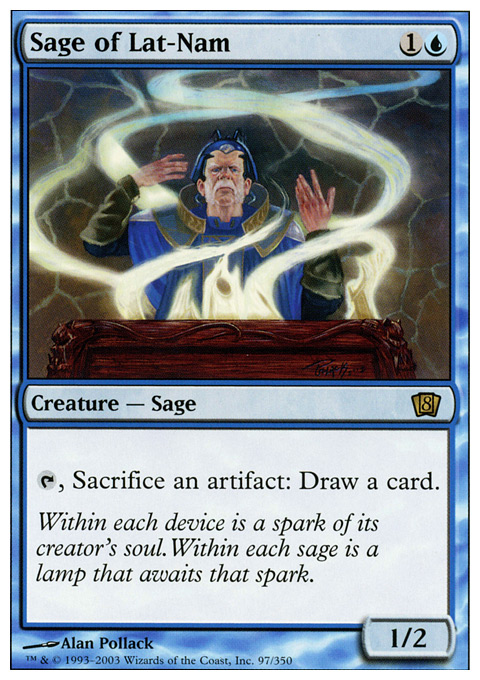 Sage of Lat-Nam 1
Creature — Sage
8
, Sacrifice an artifact: Draw a card.
Within each device is a spark of its
creator's soul. Within each sage is a
lamp that awaits that spark.
Alan Pollack
1/2
™ & © 1993–2003 Wizards of the Coast, Inc. 97/350